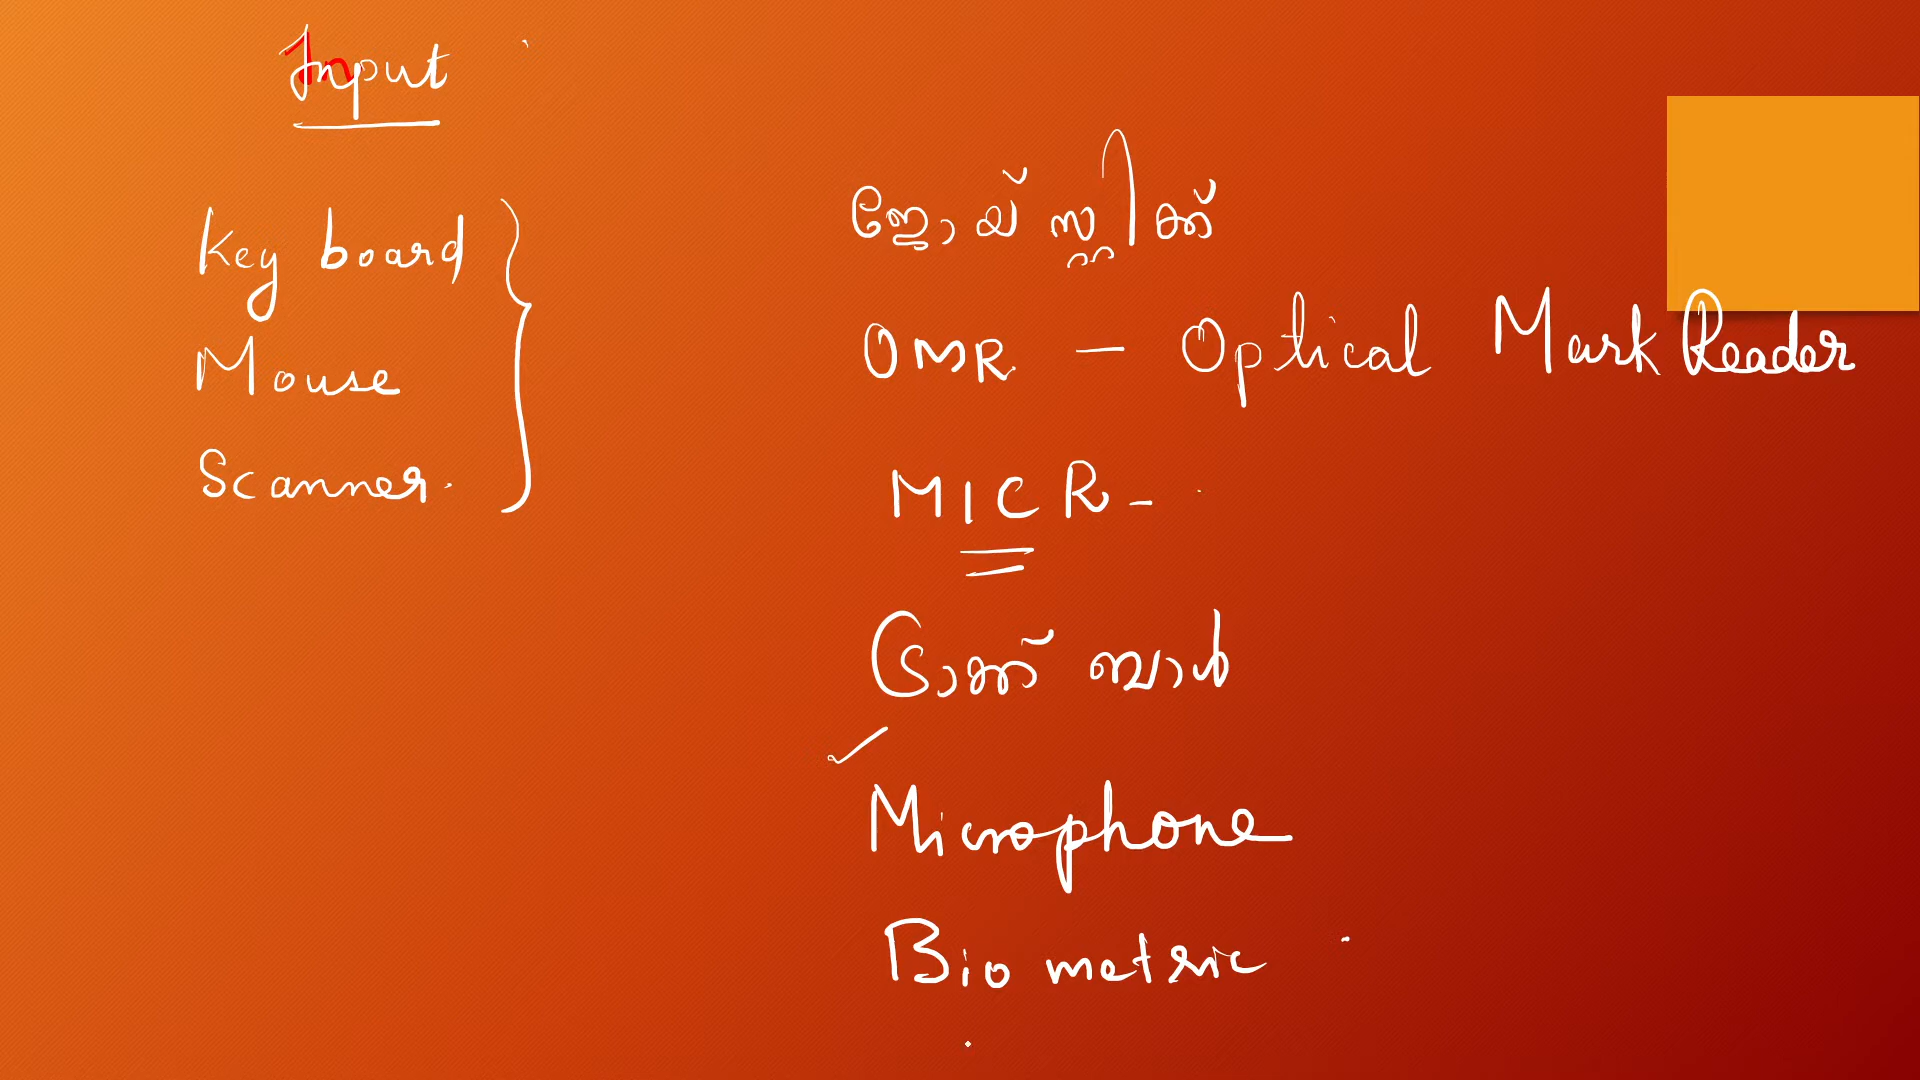 Input
Key board
Mouse
Scanner.
ജോയ് സ്റ്റിക്ക്
OMR. — Optical Mark Reader
MICR -
ട്രാക്ക് ബാൾ
Microphone
Bio metric